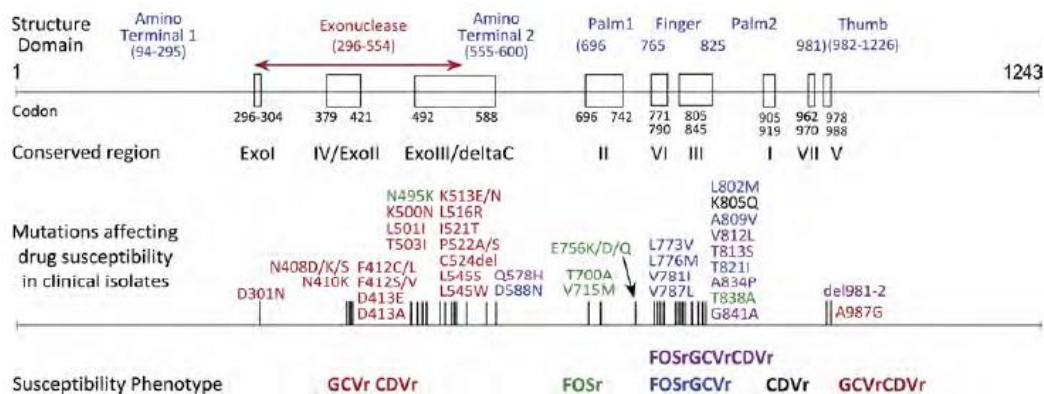 Structure Domain
Amino Terminal 1 (94-295)
Exonuclease (296-554)
Amino Terminal 2 (555-600)
Palm1 Finger Palm2 Thumb
(696 765 825 981) (982-1226)
1 1243
Codon
296-304 379 421 492 588 696 742 771 790 805 845 905 919 962 970 978 988
Conserved region ExoI IV/ExoII ExoIII/deltaC II VI III I VII V
Mutations affecting drug susceptibility in clinical isolates
D301N
N408D/K/S
N410K
F412C/L
F412S/V
D413E
D413A
N495K
K500N
L501I
T503I
K513E/N
L516R
I521T
P522A/S
C524del
L545S
L545W
Q578H
D588N
E756K/D/Q
T700A
V715M
L773V
L776M
V781I
V787L
L802M
K805Q
A809V
V812L
T813S
T821I
A834P
T838A
G841A
del981-2
A987G
FOSrGCVrCDVr
Susceptibility Phenotype GCVr CDVr FOSr FOSrGCVr CDVr GCVrCDVr